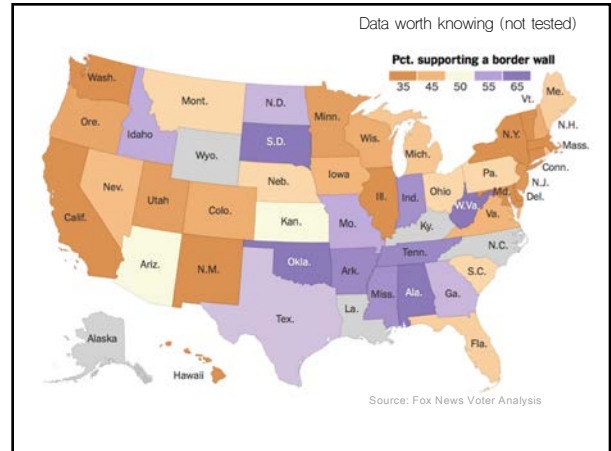 Data worth knowing (not tested)
Pct. supporting a border wall
35 45 50 55 65
Wash.
Mont.
N.D.
Minn.
Vt.
Me.
Ore.
Idaho
S.D.
Wis.
N.Y.
N.H.
Mass.
Wyo.
Mich.
Conn.
Nev.
Neb.
Iowa
Ohio
Pa.
N.J.
Md.
Del.
Utah
Colo.
Ill.
Ind.
W.Va.
Va.
Calif.
Kan.
Mo.
Ky.
N.C.
Ariz.
N.M.
Okla.
Ark.
Tenn.
S.C.
Tex.
La.
Miss.
Ala.
Ga.
Fla.
Alaska
Hawaii
Source: Fox News Voter Analysis